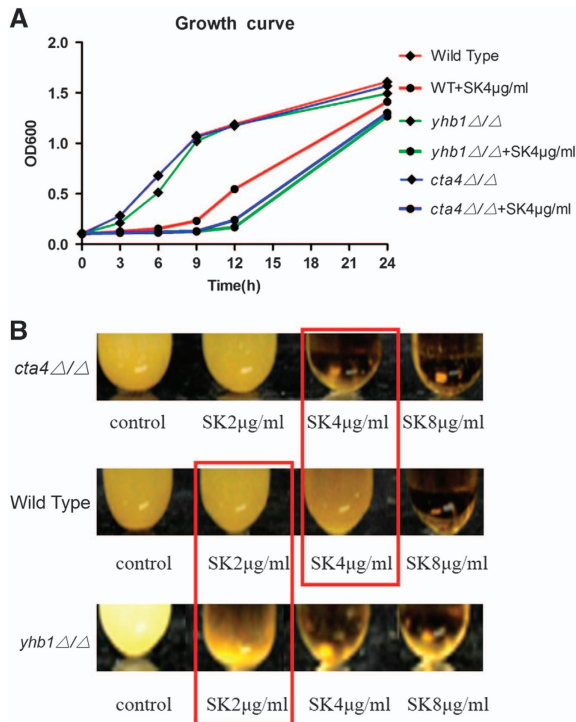 A
Growth curve
OD600
2.0
1.5
1.0
0.5
0.0
0 3 6 9 12 15 18 21 24
Time(h)
Wild Type
WT+SK4μg/ml
yhb1△/△
yhb1△/△+SK4μg/ml
cta4△/△
cta4△/△+SK4μg/ml
B
cta4△/△
control SK2μg/ml SK4μg/ml SK8μg/ml
Wild Type
control SK2μg/ml SK4μg/ml SK8μg/ml
yhb1△/△
control SK2μg/ml SK4μg/ml SK8μg/ml